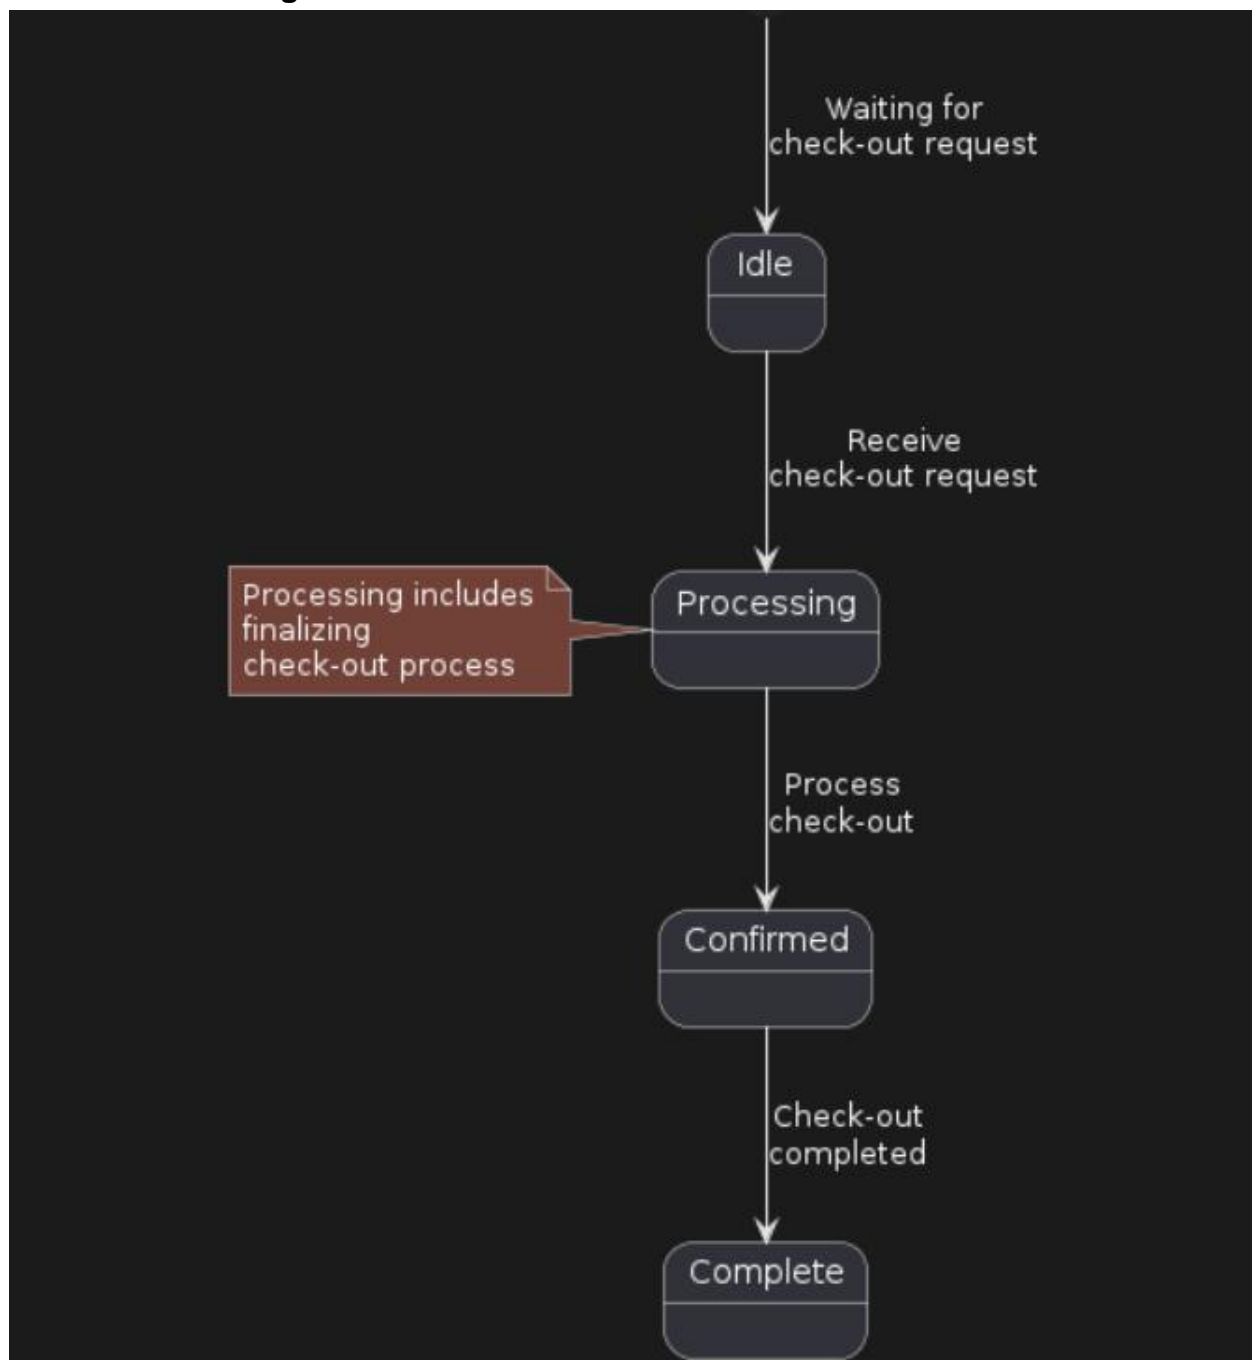 Waiting for
check-out request
Idle
Receive
check-out request
Processing includes
finalizing
check-out process
Processing
Process
check-out
Confirmed
Check-out
completed
Complete